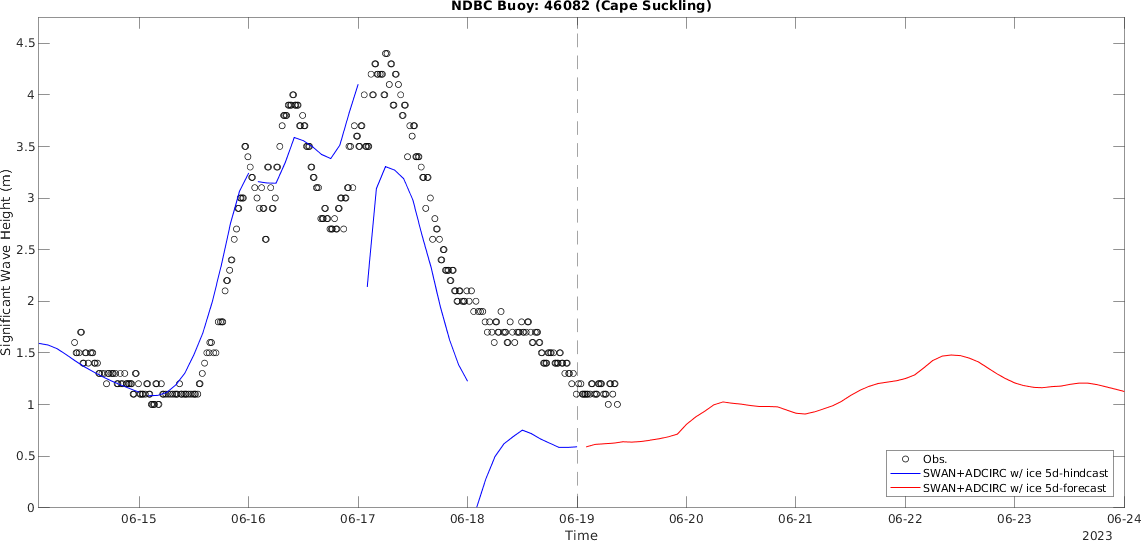 NDBC Buoy: 46082 (Cape Suckling)
Significant Wave Height (m)
4.5
4
3.5
3
2.5
2
1.5
1
0.5
0
Obs.
SWAN+ADCIRC w/ ice 5d-hindcast
SWAN+ADCIRC w/ ice 5d-forecast
06-15 06-16 06-17 06-18 06-19 06-20 06-21 06-22 06-23 06-24
Time
2023